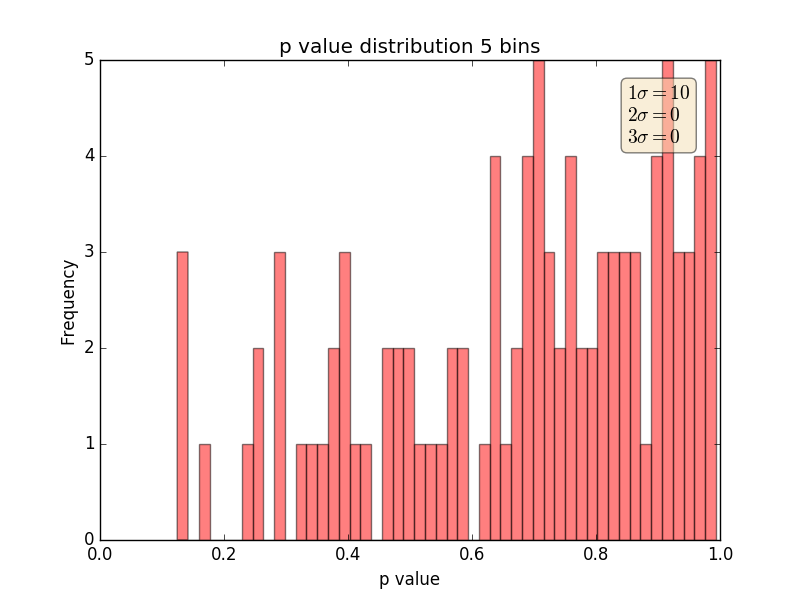 p value distribution 5 bins
5
4
3
2
1
0
Frequency
1σ = 10
2σ = 0
3σ = 0
0.0 0.2 0.4 0.6 0.8 1.0
p value